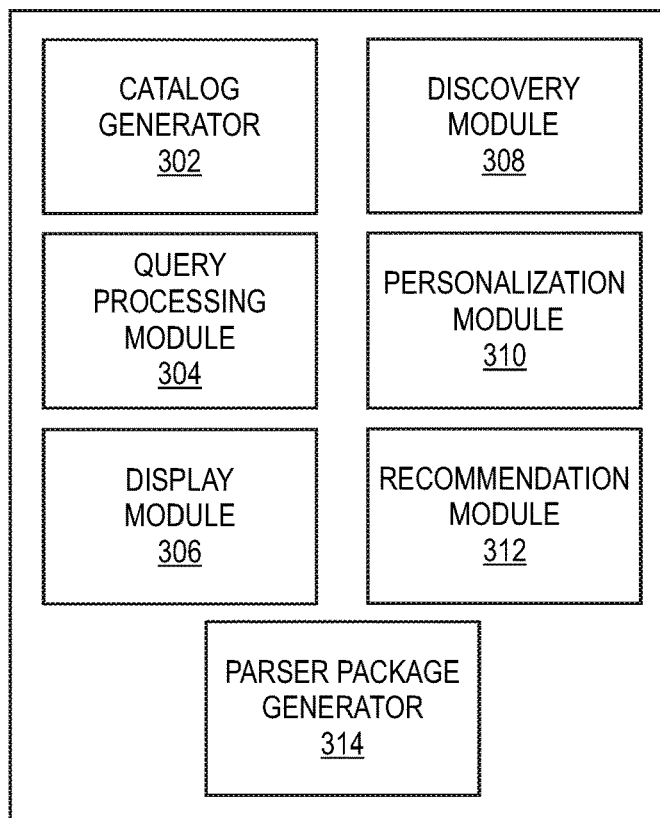 CATALOG
GENERATOR
302
DISCOVERY
MODULE
308
QUERY
PROCESSING
MODULE
304
PERSONALIZATION
MODULE
310
DISPLAY
MODULE
306
RECOMMENDATION
MODULE
312
PARSER PACKAGE
GENERATOR
314